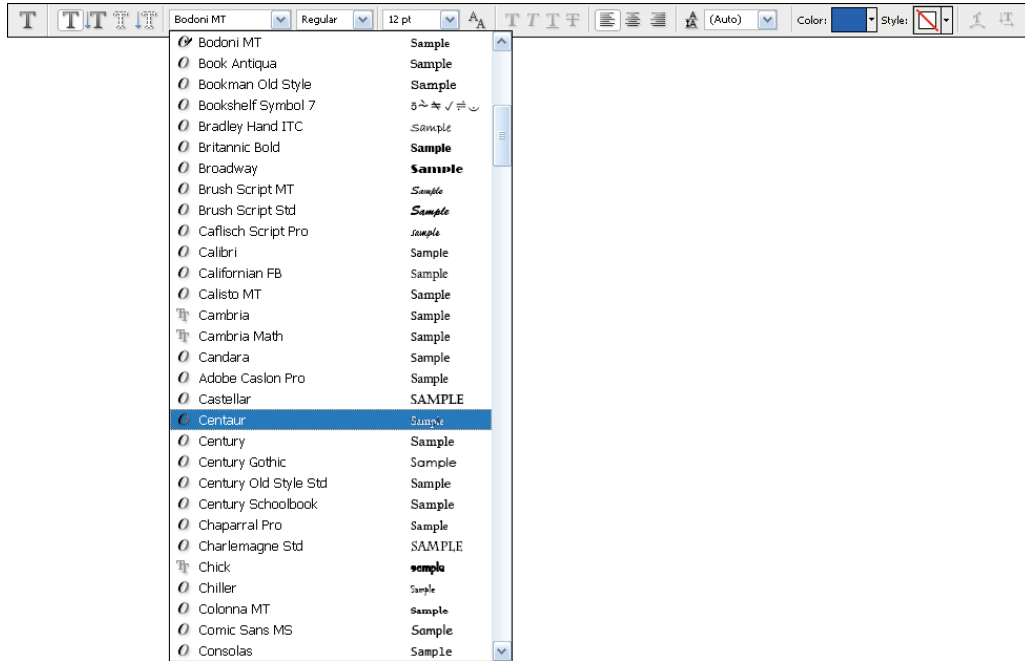 T T T T T Bodoni MT Regular 12 pt AA T T T T (Auto) Color: Style:
Bodoni MT Sample
Book Antiqua Sample
Bookman Old Style Sample
Bookshelf Symbol 7
Bradley Hand ITC Sample
Britannic Bold Sample
Broadway Sample
Brush Script MT Sample
Brush Script Std Sample
Caflisch Script Pro Sample
Calibri Sample
Californian FB Sample
Calisto MT Sample
Cambria Sample
Cambria Math Sample
Candara Sample
Adobe Caslon Pro Sample
Castellar SAMPLE
Centaur Sample
Century Sample
Century Gothic Sample
Century Old Style Std Sample
Century Schoolbook Sample
Chaparral Pro Sample
Charlemagne Std SAMPLE
Chick sample
Chiller Sample
Colonna MT Sample
Comic Sans MS Sample
Consolas Sample